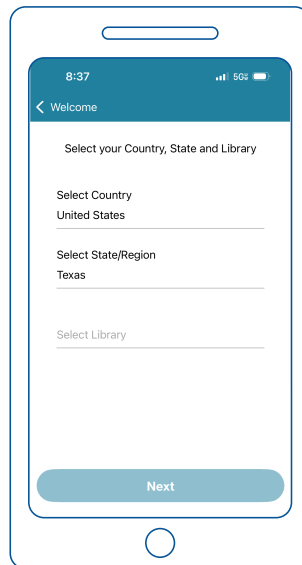 8:37 5G
Welcome
Select your Country, State and Library
Select Country
United States
Select State/Region
Texas
Select Library
Next